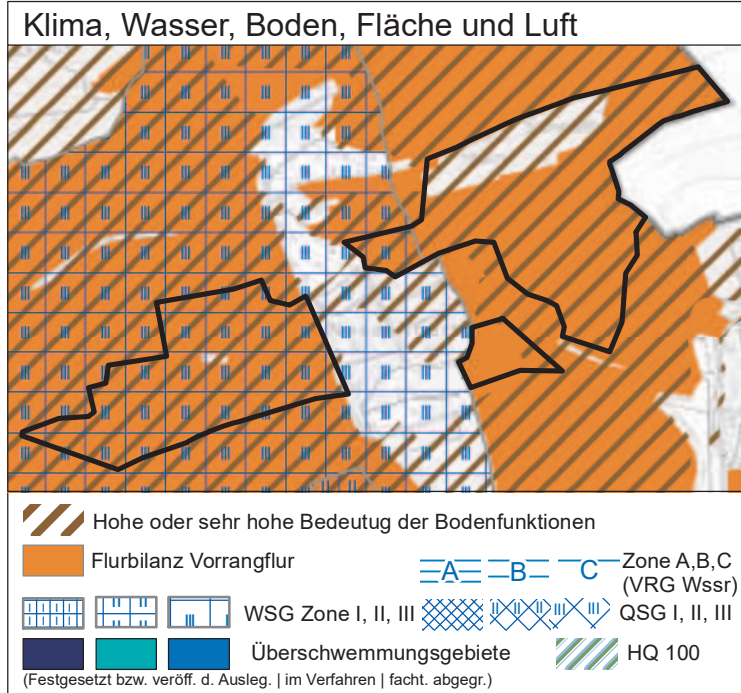 Klima, Wasser, Boden, Fläche und Luft
Hohe oder sehr hohe Bedeutug der Bodenfunktionen
Flurbilanz Vorrangflur
A B C Zone A,B,C
(VRG Wssr)
WSG Zone I, II, III
QSG I, II, III
Überschwemmungsgebiete
HQ 100
(Festgesetzt bzw. veröff. d. Ausleg. | im Verfahren | facht. abgegr.)